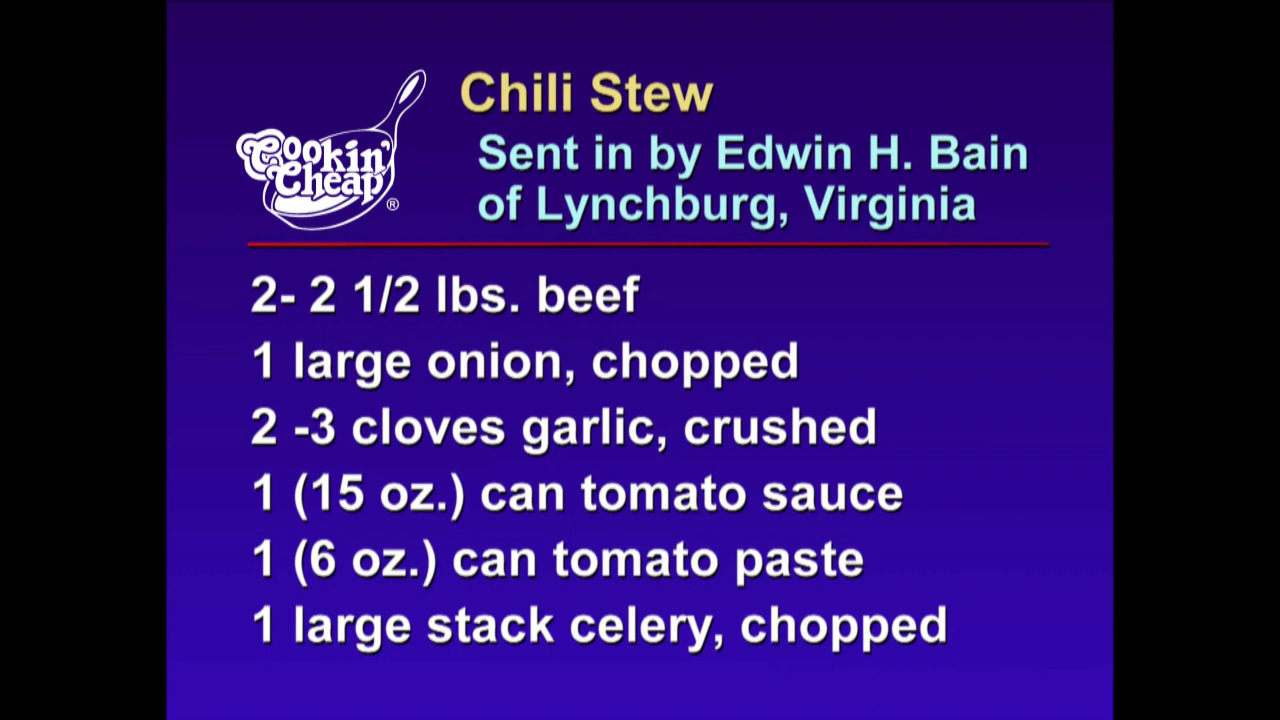 Cookin'
Cheap
®
Chili Stew
Sent in by Edwin H. Bain
of Lynchburg, Virginia
2- 2 1/2 lbs. beef
1 large onion, chopped
2 -3 cloves garlic, crushed
1 (15 oz.) can tomato sauce
1 (6 oz.) can tomato paste
1 large stack celery, chopped